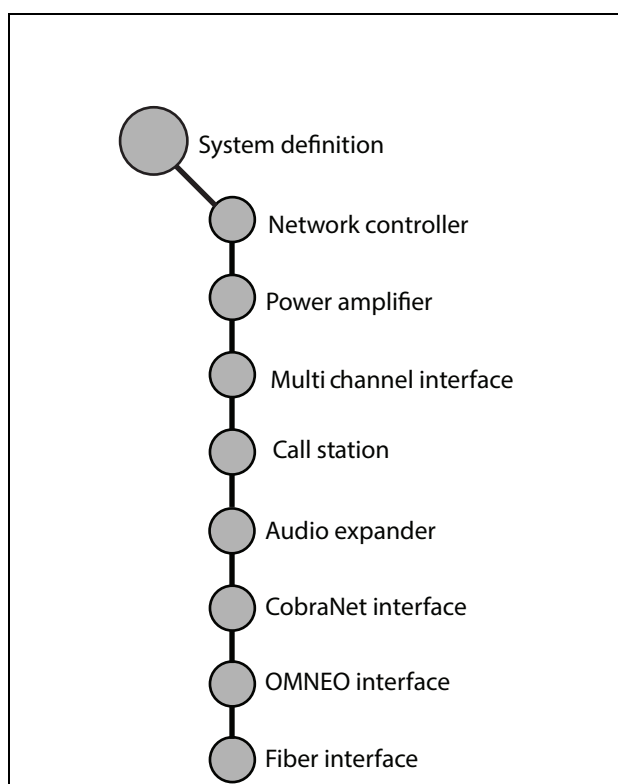 System definition
Network controller
Power amplifier
Multi channel interface
Call station
Audio expander
CobraNet interface
OMNEO interface
Fiber interface